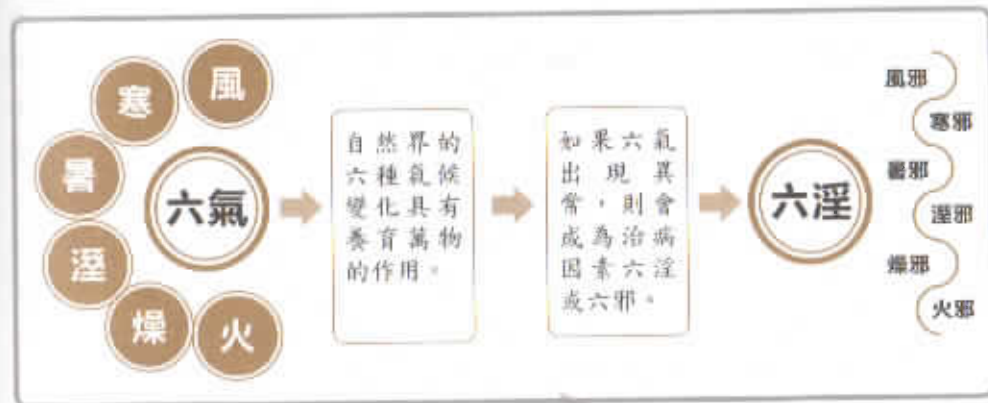 風
寒
暑
溼
燥
火
六氣
自然界的
六種氣候
變化具有
養育萬物
的作用。
如果六氣
出現異
常，則會
成為治病
因素六淫
或六邪。
六淫
風邪
寒邪
暑邪
溼邪
燥邪
火邪